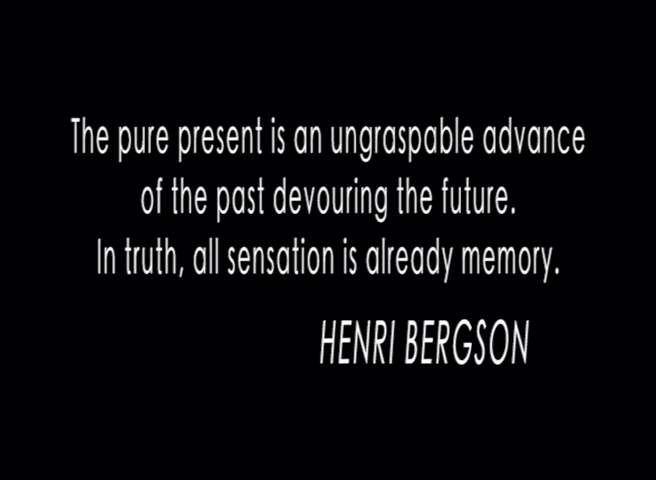 The pure present is an ungraspable advance
of the past devouring the future.
In truth, all sensation is already memory.
HENRI BERGSON